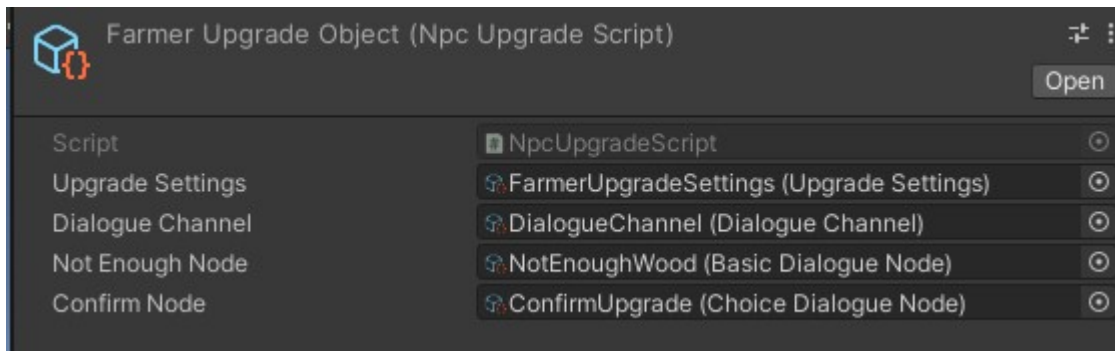 Farmer Upgrade Object (Npc Upgrade Script)
Open
Script NpcUpgradeScript
Upgrade Settings FarmerUpgradeSettings (Upgrade Settings)
Dialogue Channel DialogueChannel (Dialogue Channel)
Not Enough Node NotEnoughWood (Basic Dialogue Node)
Confirm Node ConfirmUpgrade (Choice Dialogue Node)